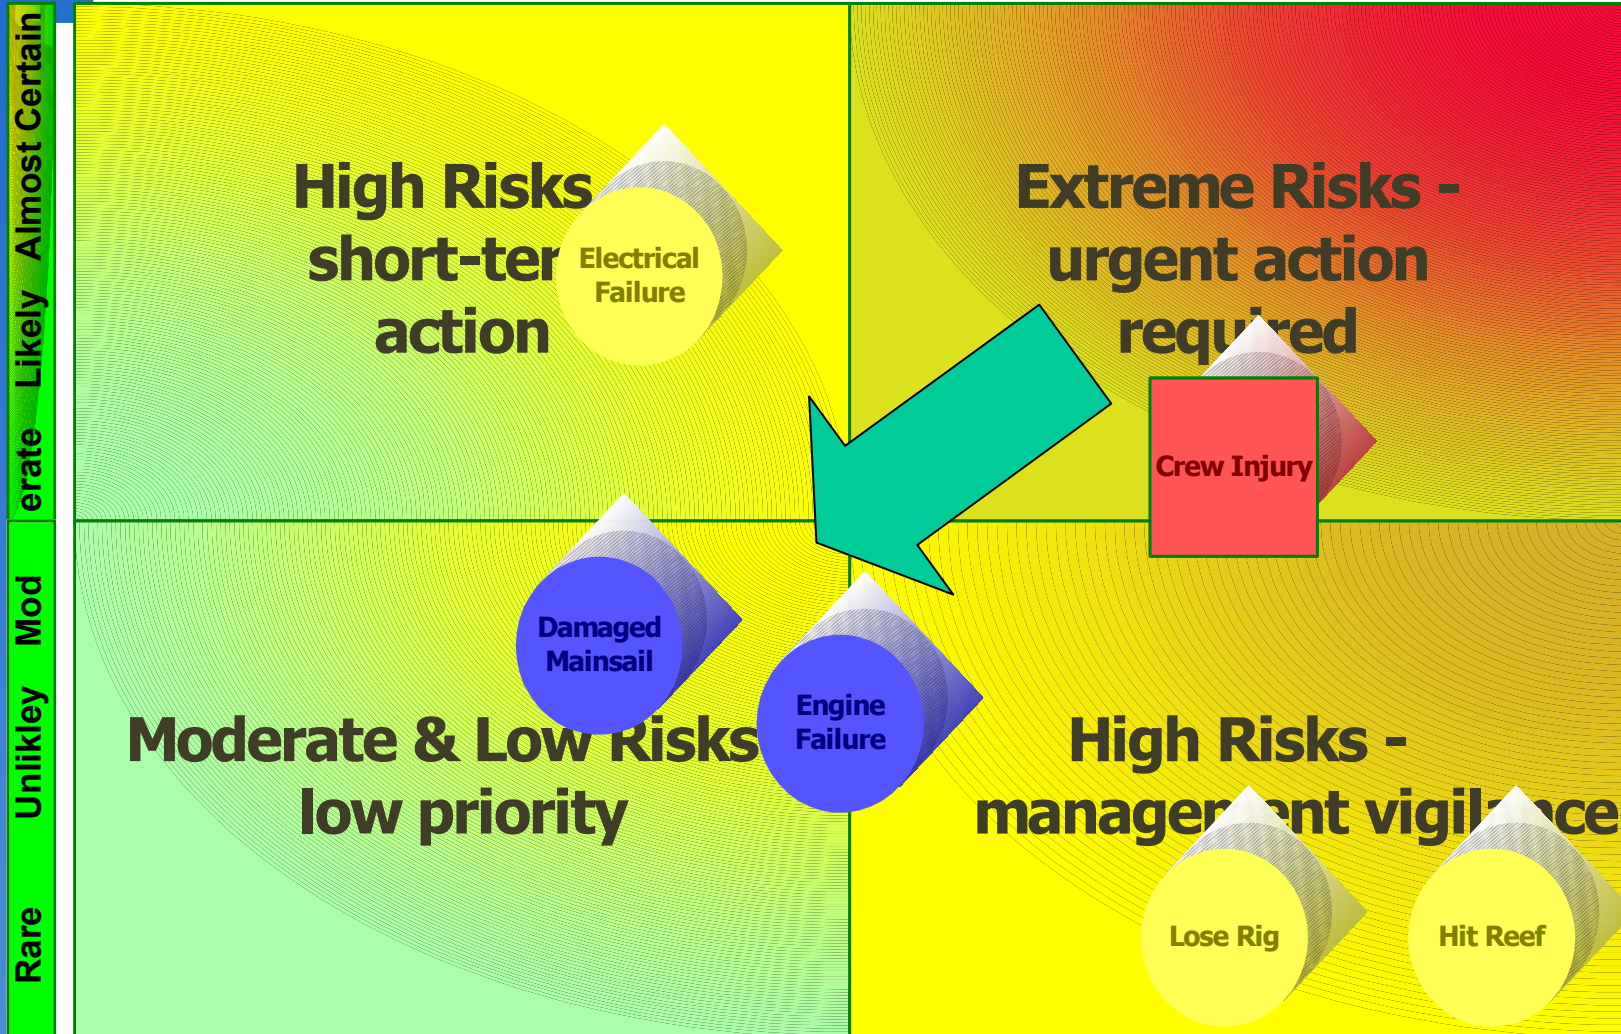 Almost Certain
Likely
Mod
erate
Unlikley
Rare
High Risks
short-ter
action
Extreme Risks -
urgent action
required
Electrical
Failure
Crew Injury
Damaged
Mainsail
Engine
Failure
Moderate & Low Risks
low priority
High Risks -
management vigilance
Lose Rig
Hit Reef